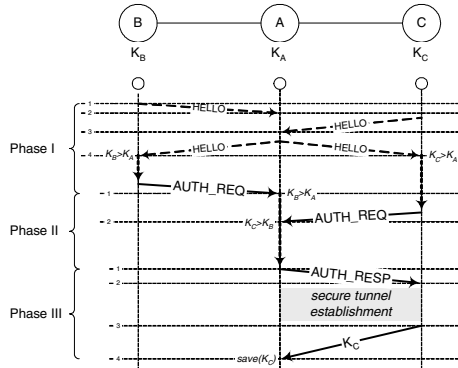 B A C
K_B K_A K_C
1
HELLO
2
HELLO
3
HELLO HELLO
Phase I
4 K_B>K_A K_C>K_A
AUTH_REQ
1 K_B>K_A
AUTH_REQ
2 K_C>K_B
Phase II
1
AUTH_RESP
2
secure tunnel
establishment
Phase III
3
K_C
4 save(K_C)